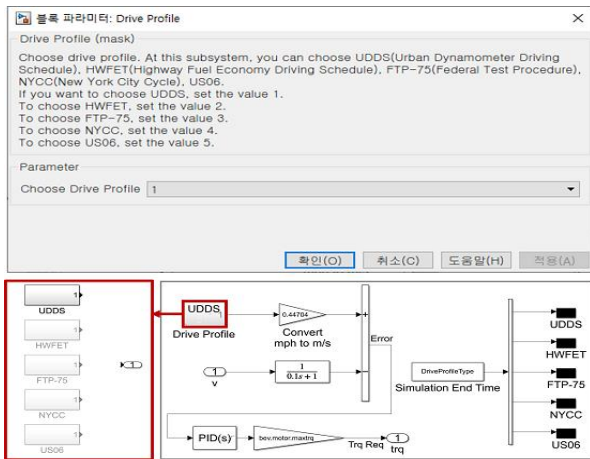 블록 파라미터: Drive Profile
Drive Profile (mask)
Choose drive profile. At this subsystem, you can choose UDDS(Urban Dynamometer Driving
Schedule), HWFET(Highway Fuel Economy Driving Schedule), FTP-75(Federal Test Procedure),
NYCC(New York City Cycle), US06.
If you want to choose UDDS, set the value 1.
To choose HWFET, set the value 2.
To choose FTP-75, set the value 3.
To choose NYCC, set the value 4.
To choose US06, set the value 5.
Parameter
Choose Drive Profile 1
확인(O) 취소(C) 도움말(H) 적용(A)
1
UDDS
1
HWFET
1
FTP-75
1
NYCC
1
US06
1
UDDS 1
Drive Profile
0.44704
Convert
mph to m/s
+
-
Error
1
v
1
0.1s + 1
PID(s)
bev.motor.maxtrq
Trq Req
1
trq
DriveProfileType
Simulation End Time
UDDS
HWFET
FTP-75
NYCC
US06